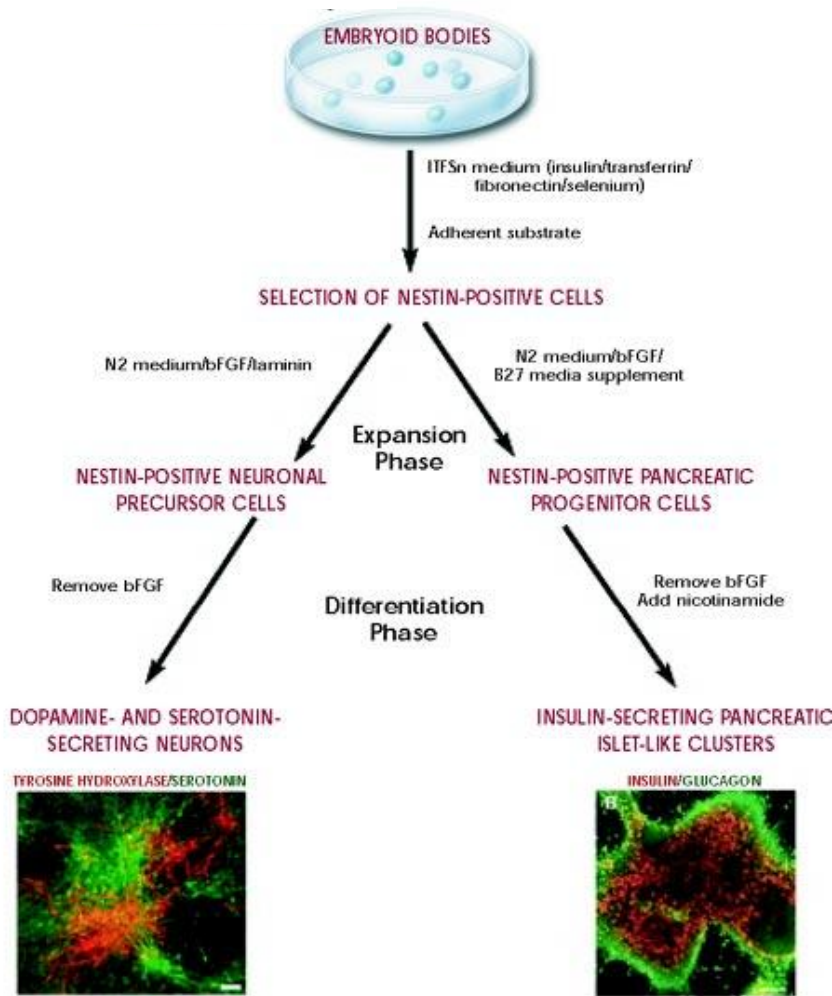 EMBRYOID BODIES
ITFSn medium (insulin/transferrin/
fibronectin/selenium)
Adherent substrate
SELECTION OF NESTIN-POSITIVE CELLS
N2 medium/bFGF/laminin
N2 medium/bFGF/
B27 media supplement
Expansion
Phase
NESTIN-POSITIVE NEURONAL
PRECURSOR CELLS
NESTIN-POSITIVE PANCREATIC
PROGENITOR CELLS
Remove bFGF
Remove bFGF
Add nicotinamide
Differentiation
Phase
DOPAMINE- AND SEROTONIN-
SECRETING NEURONS
INSULIN-SECRETING PANCREATIC
ISLET-LIKE CLUSTERS
TYROSINE HYDROXYLASE/SEROTONIN
INSULIN/GLUCAGON
B